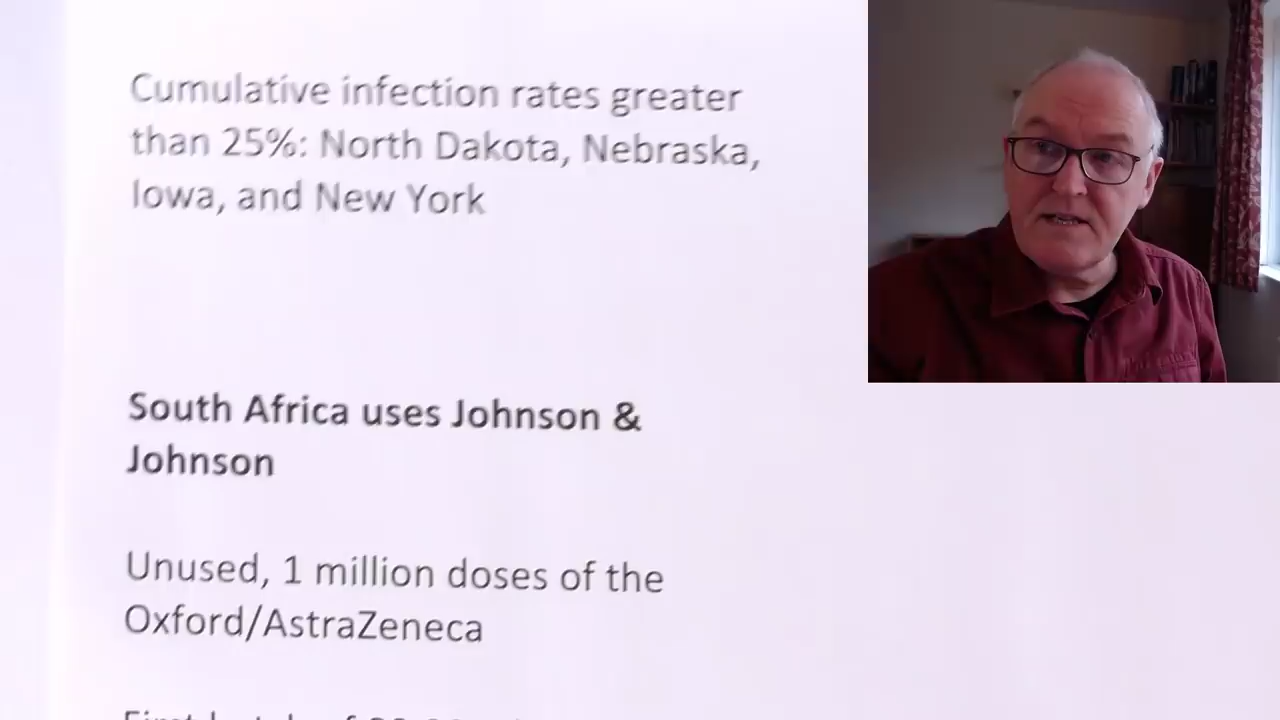 Cumulative infection rates greater
than 25%: North Dakota, Nebraska,
Iowa, and New York
South Africa uses Johnson &
Johnson
Unused, 1 million doses of the
Oxford/AstraZeneca